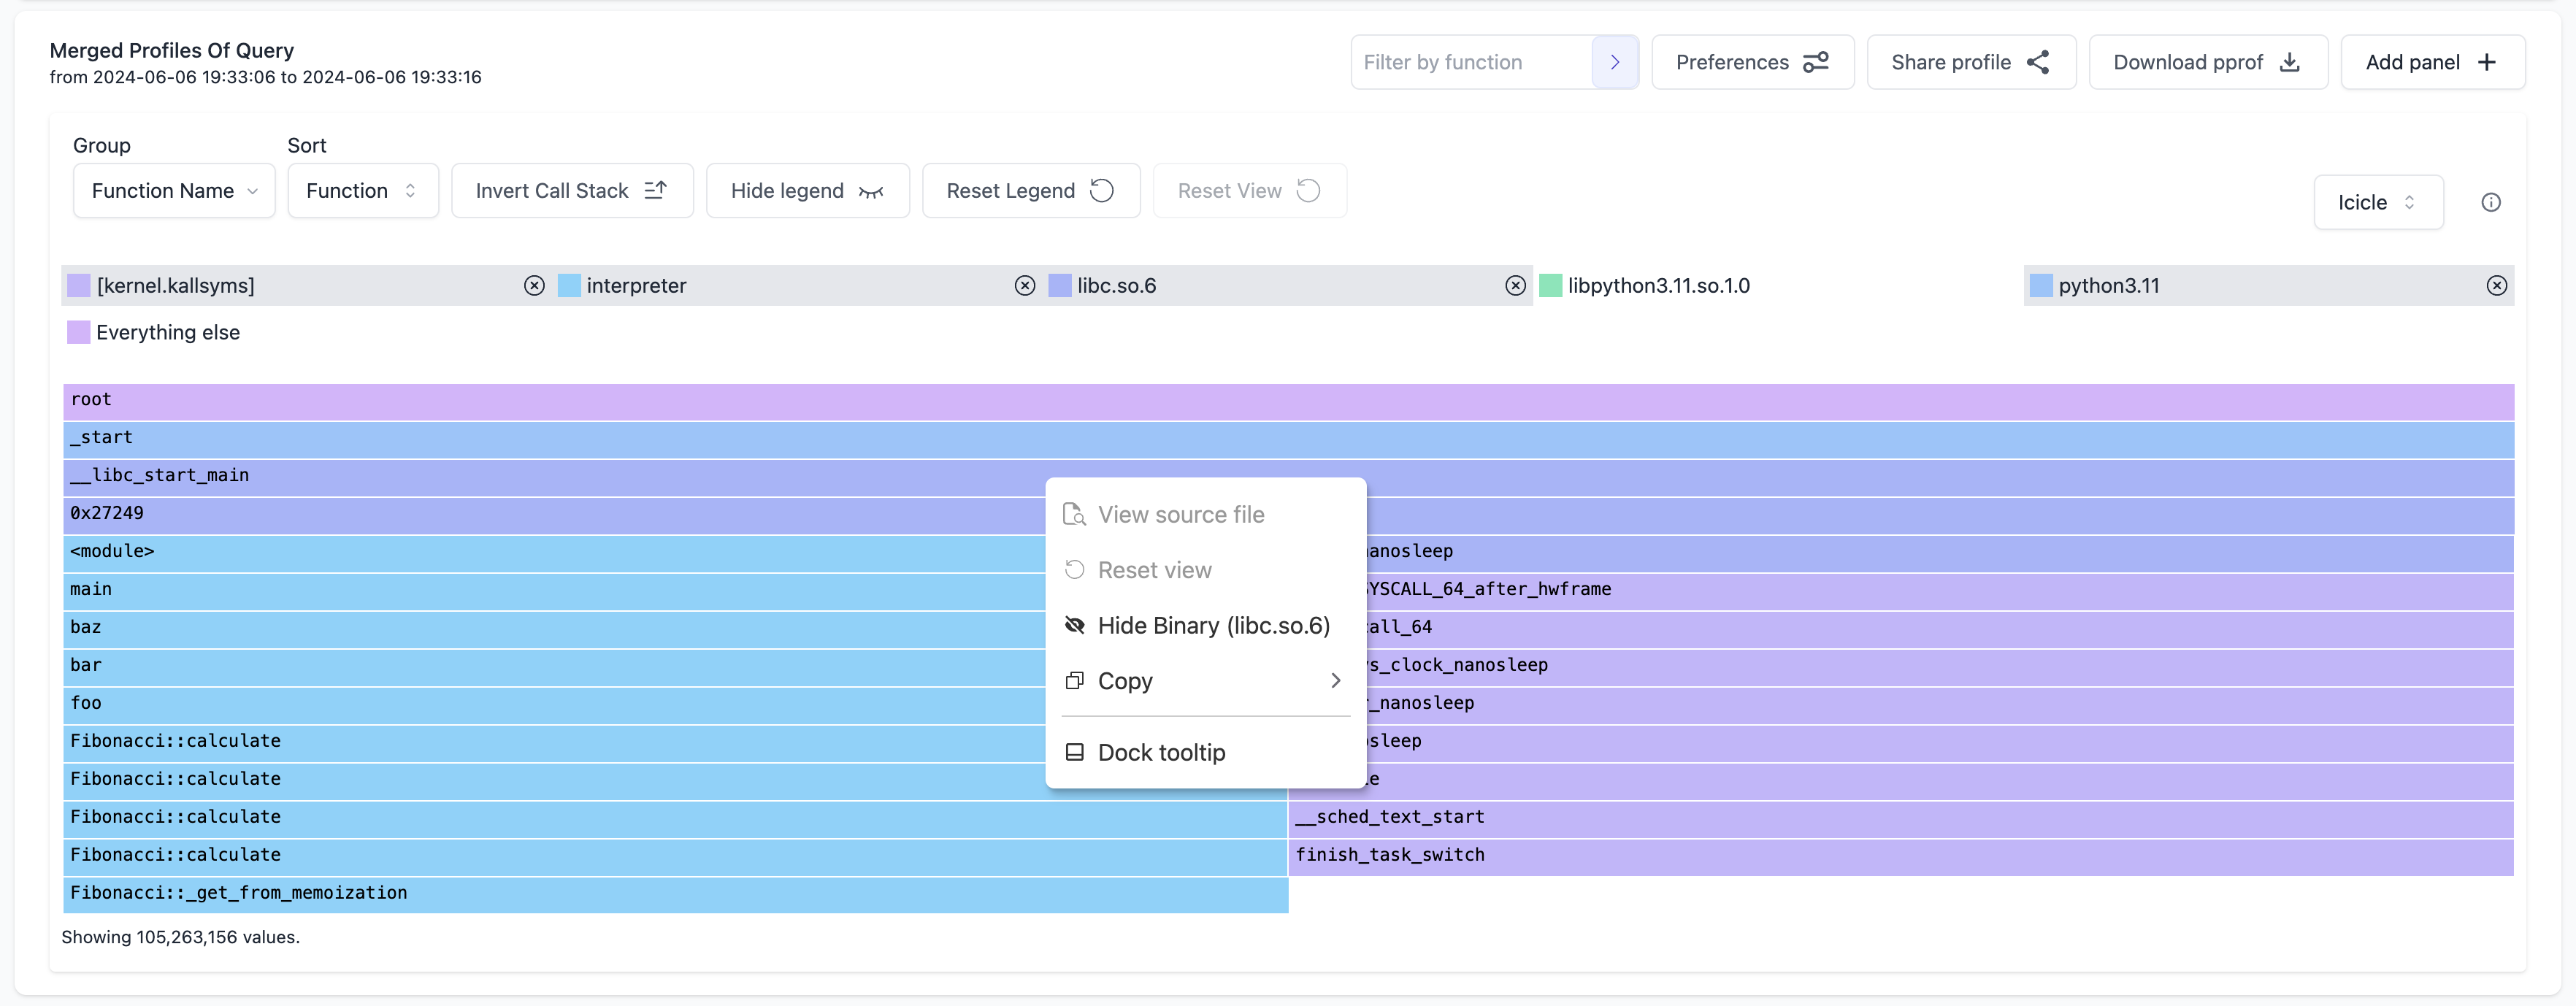 Merged Profiles Of Query
from 2024-06-06 19:33:06 to 2024-06-06 19:33:16
Filter by function
Preferences
Share profile
Download pprof
Add panel
Group
Sort
Function Name
Function
Invert Call Stack
Hide legend
Reset Legend
Reset View
Icicle
[kernel.kallsyms]
interpreter
libc.so.6
libpython3.11.so.1.0
python3.11
Everything else
root
_start
__libc_start_main
0x27249
<module>
main
baz
bar
foo
Fibonacci::calculate
Fibonacci::calculate
Fibonacci::calculate
Fibonacci::calculate
Fibonacci::_get_from_memoization
View source file
Reset view
Hide Binary (libc.so.6)
Copy
Dock tooltip
anosleep
YSCALL_64_after_hwframe
all_64
s_clock_nanosleep
_nanosleep
sleep
e
__sched_text_start
finish_task_switch
Showing 105,263,156 values.